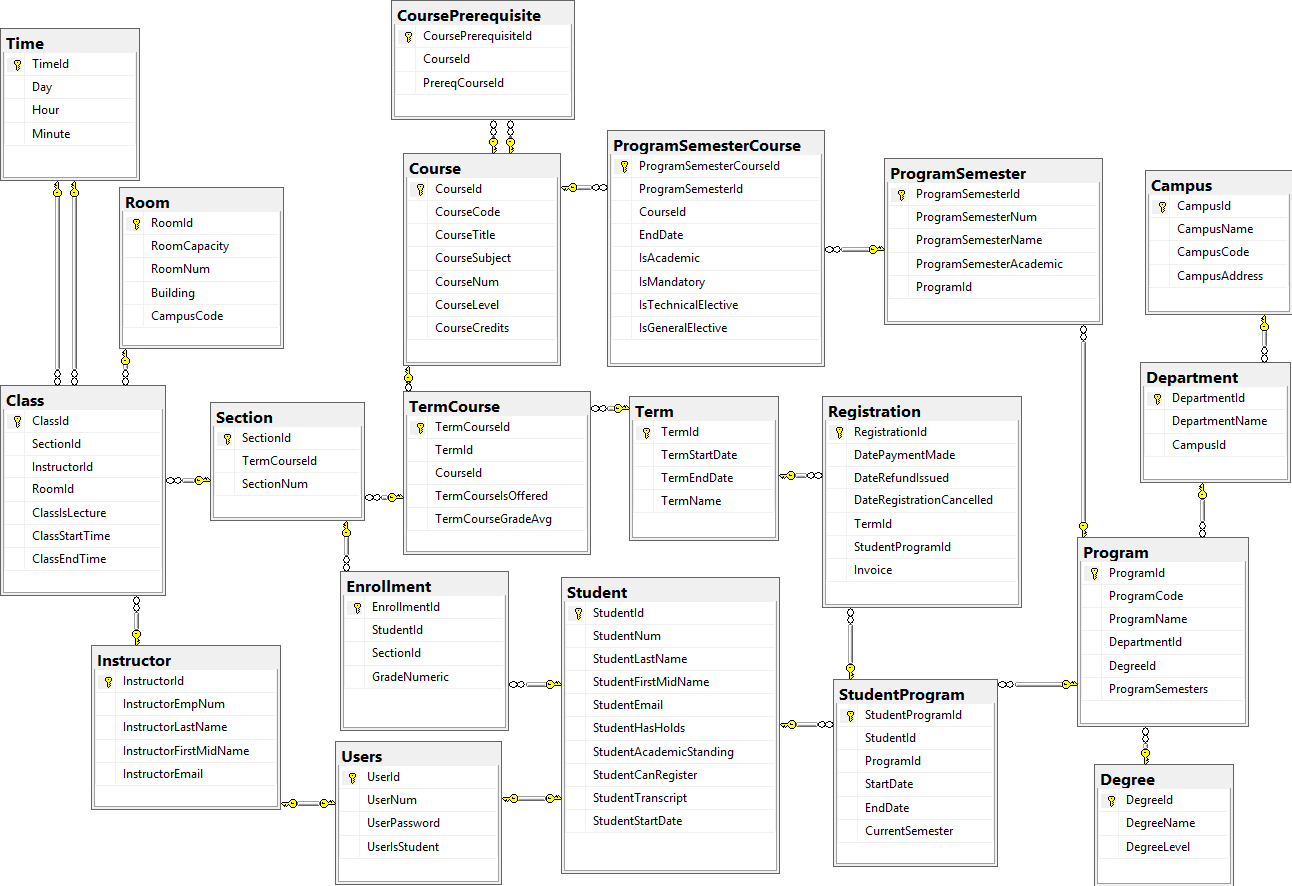 CoursePrerequisite
CoursePrerequisiteId
CourseId
PrereqCourseId
Time
TimeId
Day
Hour
Minute
Course
CourseId
CourseCode
CourseTitle
CourseSubject
CourseNum
CourseLevel
CourseCredits
ProgramSemesterCourse
ProgramSemesterCourseId
ProgramSemesterId
CourseId
EndDate
IsAcademic
IsMandatory
IsTechnicalElective
IsGeneralElective
ProgramSemester
ProgramSemesterId
ProgramSemesterNum
ProgramSemesterName
ProgramSemesterAcademic
ProgramId
Campus
CampusId
CampusName
CampusCode
CampusAddress
Room
RoomId
RoomCapacity
RoomNum
Building
CampusCode
Class
ClassId
SectionId
InstructorId
RoomId
ClassIsLecture
ClassStartTime
ClassEndTime
Section
SectionId
TermCourseId
SectionNum
TermCourse
TermCourseId
TermId
CourseId
TermCourseIsOffered
TermCourseGradeAvg
Term
TermId
TermStartDate
TermEndDate
TermName
Registration
RegistrationId
DatePaymentMade
DateRefundIssued
DateRegistrationCancelled
TermId
StudentProgramId
Invoice
Department
DepartmentId
DepartmentName
CampusId
Program
ProgramId
ProgramCode
ProgramName
DepartmentId
DegreeId
ProgramSemesters
Enrollment
EnrollmentId
StudentId
SectionId
GradeNumeric
Student
StudentId
StudentNum
StudentLastName
StudentFirstMidName
StudentEmail
StudentHasHolds
StudentAcademicStanding
StudentCanRegister
StudentTranscript
StudentStartDate
Instructor
InstructorId
InstructorEmpNum
InstructorLastName
InstructorFirstMidName
InstructorEmail
StudentProgram
StudentProgramId
StudentId
ProgramId
StartDate
EndDate
CurrentSemester
Users
UserId
UserNum
UserPassword
UserIsStudent
Degree
DegreeId
DegreeName
DegreeLevel